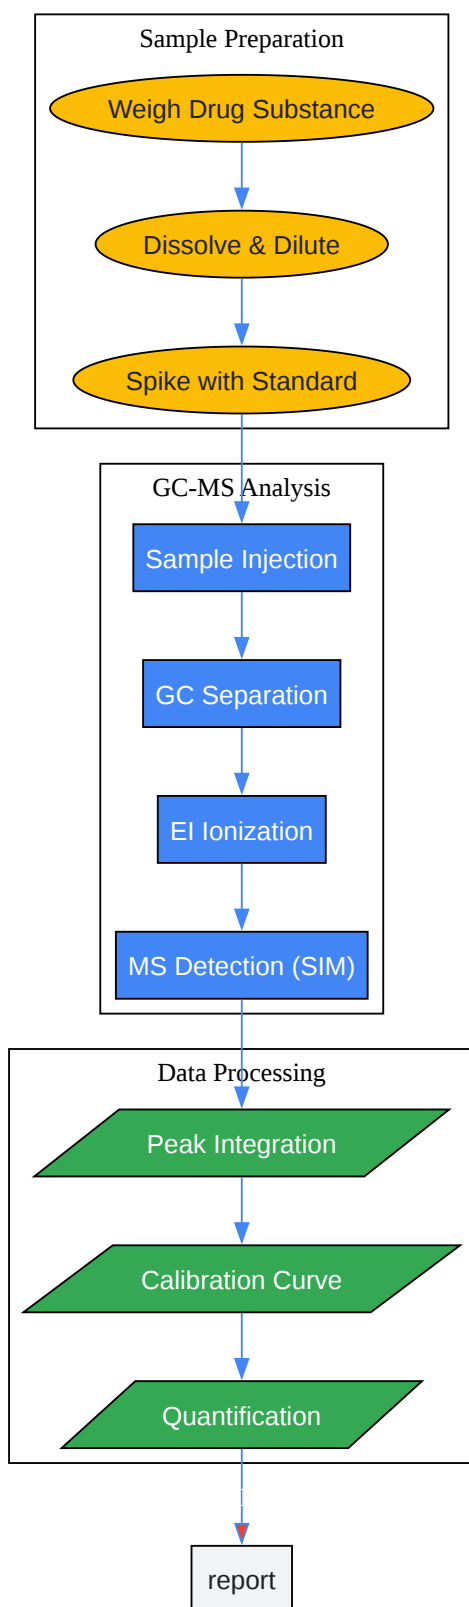 Sample Preparation
Weigh Drug Substance
Dissolve & Dilute
Spike with Standard
GC-MS Analysis
Sample Injection
GC Separation
EI Ionization
MS Detection (SIM)
Data Processing
Peak Integration
Calibration Curve
Quantification
report